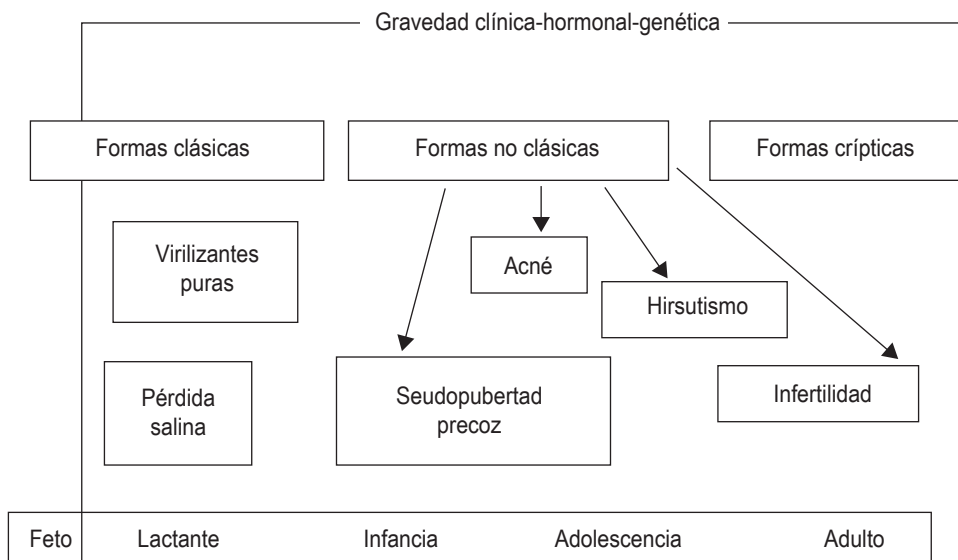 Gravedad clínica-hormonal-genética
Formas clásicas
Formas no clásicas
Formas crípticas
Virilizantes
puras
Acné
Hirsutismo
Pérdida
salina
Seudopubertad
precoz
Infertilidad
Feto
Lactante
Infancia
Adolescencia
Adulto